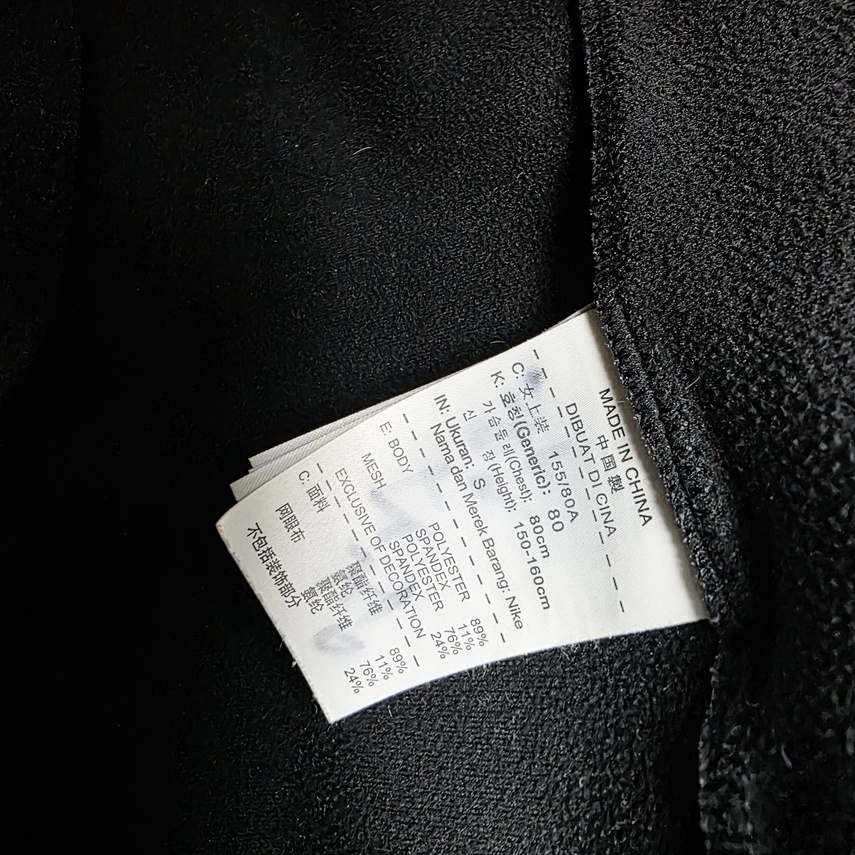 MADE IN CHINA
中国製
DIBUAT DI CINA
C: 女上装 155/80A
K: 호칭(Generic): 80
가슴둘레(Chest): 80cm
신 장(Height): 150-160cm
IN: Ukuran: S
Nama dan Merek Barang: Nike
E: BODY POLYESTER 89%
SPANDEX 11%
MESH POLYESTER 76%
SPANDEX 24%
EXCLUSIVE OF DECORATION
C: 面料 聚酯纤维 89%
氨纶 11%
网眼布 聚酯纤维 76%
氨纶 24%
不包括装饰部分